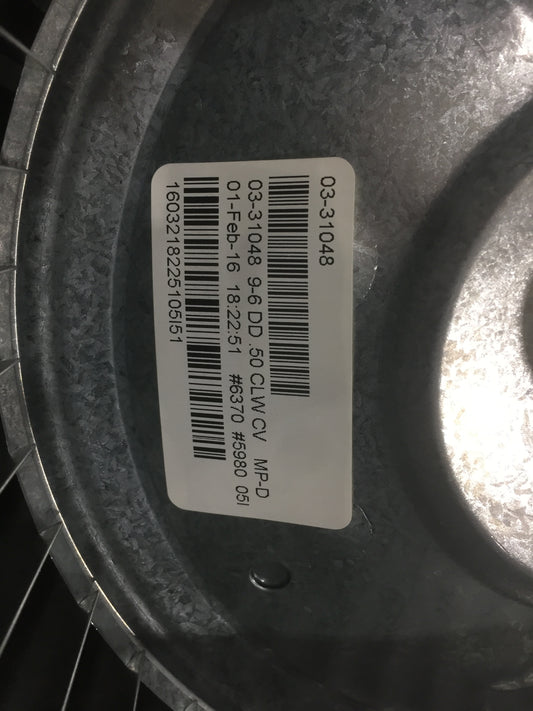 03-31048
03-31048 9-6 DD .50 CLW CV MP-D
01-Feb-16 18:22:51 #6370 #5980 05I
1603218225105I51